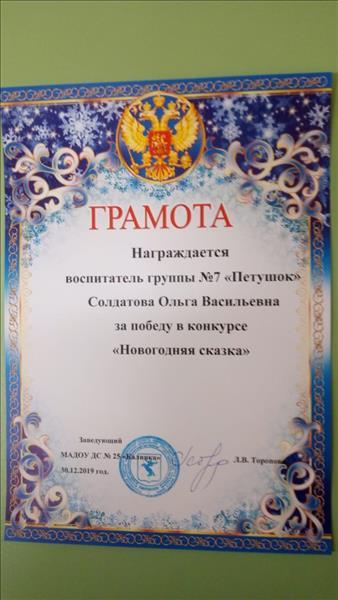 ГРАМОТА
Награждается
воспитатель группы №7 «Петушок»
Солдатова Ольга Васильевна
за победу в конкурсе
«Новогодняя сказка»
Заведующий
МАДОУ ДС № 25 «Калинка»
Л.В. Торопова
30.12.2019 год.